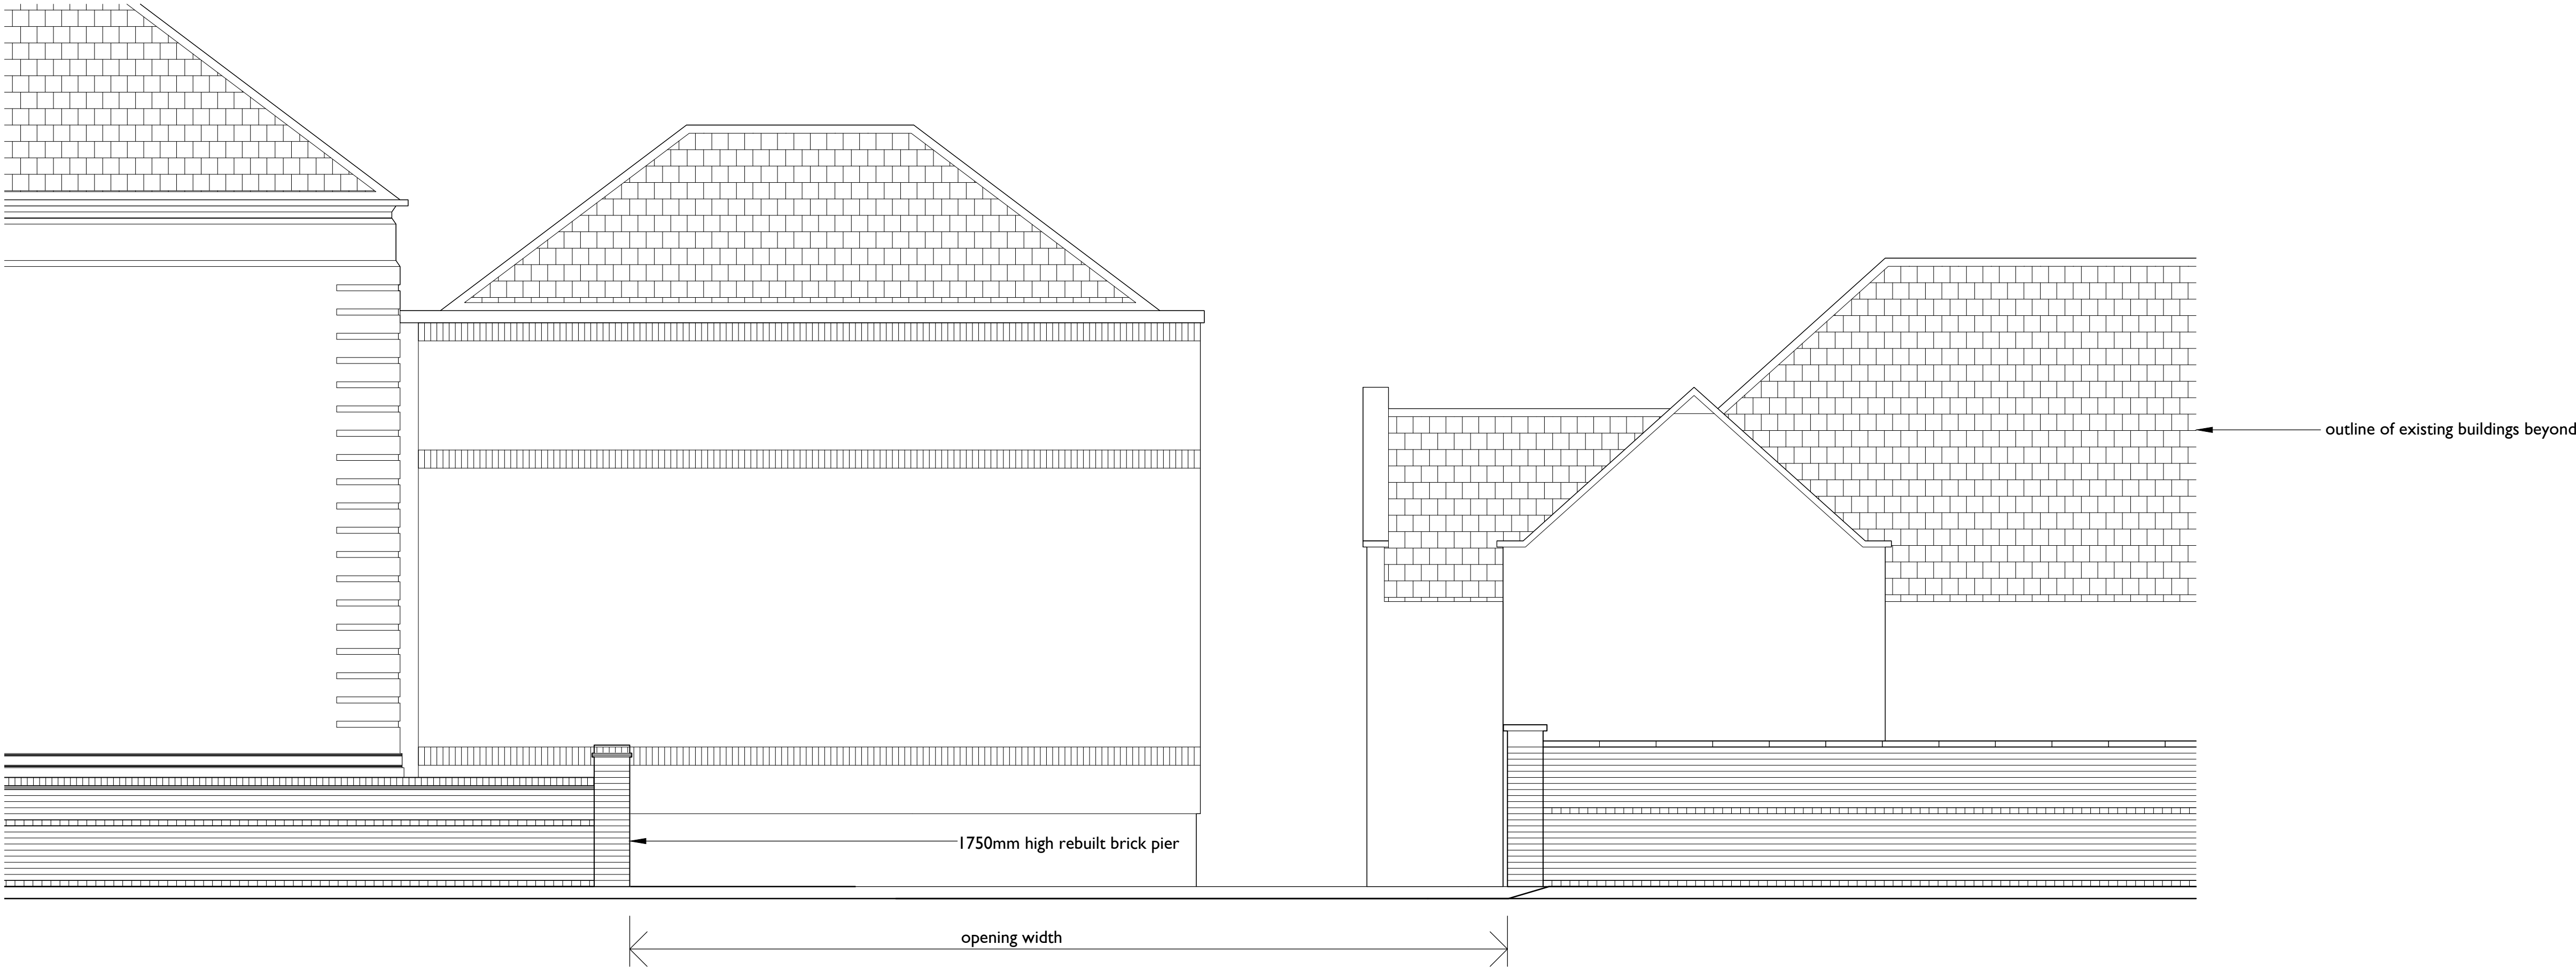 outline of existing buildings beyond
1750mm high rebuilt brick pier
opening width